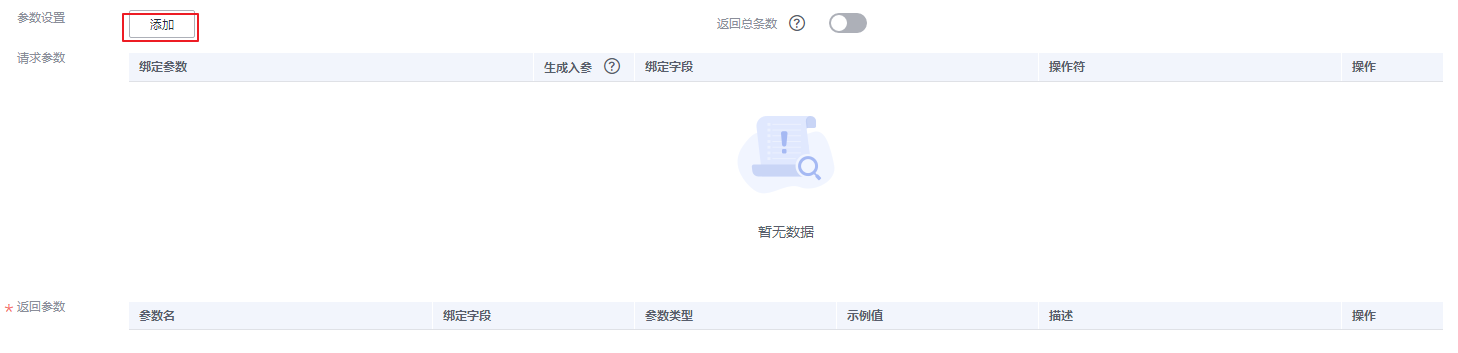 参数设置 添加 返回总条数 ?
请求参数
绑定参数 生成入参 ? 绑定字段 操作符 操作
暂无数据
* 返回参数
参数名 绑定字段 参数类型 示例值 描述 操作